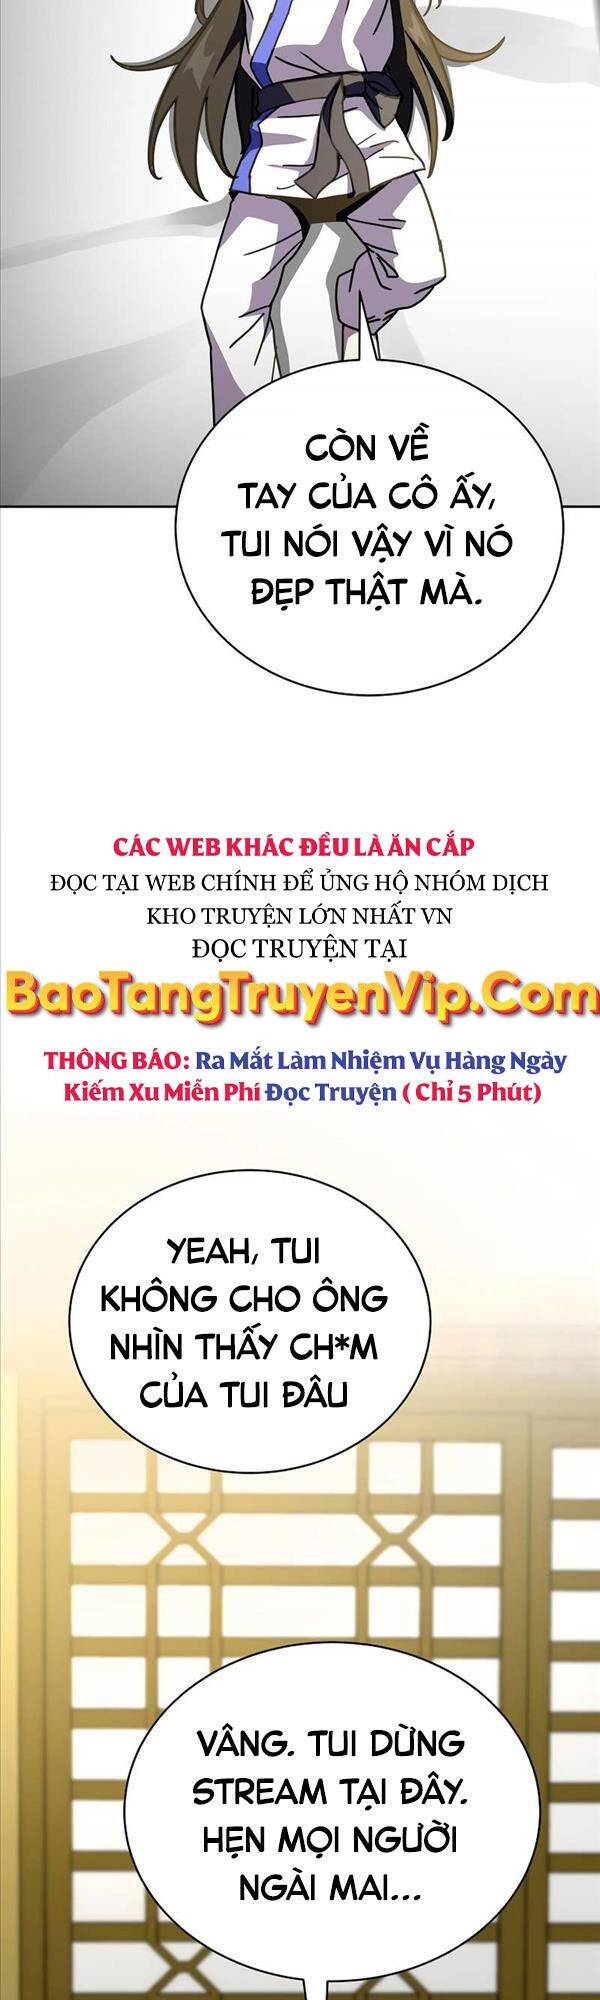 CÒN VỀ
TAY CỦA CÔ ẤY,
TUI NÓI VẬY VÌ NÓ
ĐẸP THẬT MÀ.
CÁC WEB KHÁC ĐỀU LÀ ĂN CẮP
ĐỌC TẠI WEB CHÍNH ĐỂ ỦNG HỘ NHÓM DỊCH
KHO TRUYỆN LỚN NHẤT VN
ĐỌC TRUYỆN TẠI
BaoTangTruyenVip.Com
THÔNG BÁO: Ra Mắt Làm Nhiệm Vụ Hàng Ngày
Kiếm Xu Miễn Phí Đọc Truyện ( Chỉ 5 Phút)
YEAH, TUI
KHÔNG CHO ÔNG
NHÌN THẤY CH*M
CỦA TUI ĐÂU
VÂNG. TUI DỪNG
STREAM TẠI ĐÂY.
HẸN MỌI NGƯỜI
NGÀI MAI...